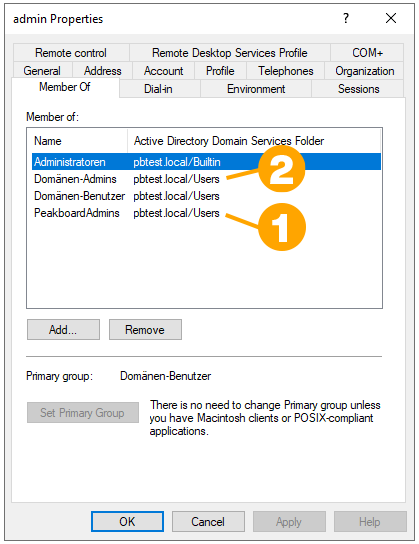 admin Properties ? ×
Remote control Remote Desktop Services Profile COM+
General Address Account Profile Telephones Organization
Member Of Dial-in Environment Sessions
Member of:
Name Active Directory Domain Services Folder
Administratoren pbtest.local/Builtin
Domänen-Admins pbtest.local/Users 2
Domänen-Benutzer pbtest.local/Users
PeakboardAdmins pbtest.local/Users 1
Add... Remove
Primary group: Domänen-Benutzer
Set Primary Group
There is no need to change Primary group unless
you have Macintosh clients or POSIX-compliant
applications.
OK Cancel Apply Help